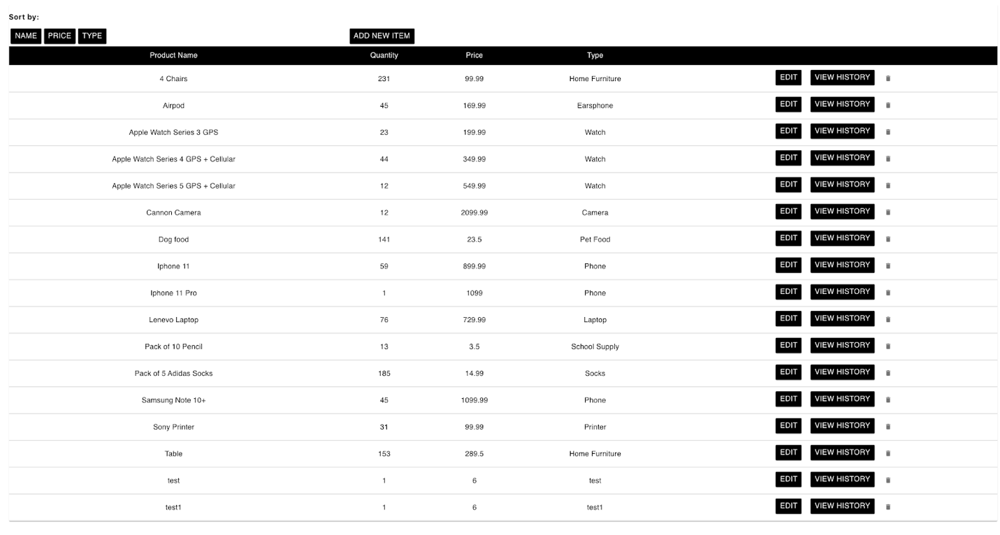 Sort by:
NAME PRICE TYPE ADD NEW ITEM
Product Name Quantity Price Type
4 Chairs 231 99.99 Home Furniture EDIT VIEW HISTORY
Airpod 45 169.99 Earsphone EDIT VIEW HISTORY
Apple Watch Series 3 GPS 23 199.99 Watch EDIT VIEW HISTORY
Apple Watch Series 4 GPS + Cellular 44 349.99 Watch EDIT VIEW HISTORY
Apple Watch Series 5 GPS + Cellular 12 549.99 Watch EDIT VIEW HISTORY
Cannon Camera 12 2099.99 Camera EDIT VIEW HISTORY
Dog food 141 23.5 Pet Food EDIT VIEW HISTORY
Iphone 11 59 899.99 Phone EDIT VIEW HISTORY
Iphone 11 Pro 1 1099 Phone EDIT VIEW HISTORY
Lenevo Laptop 76 729.99 Laptop EDIT VIEW HISTORY
Pack of 10 Pencil 13 3.5 School Supply EDIT VIEW HISTORY
Pack of 5 Adidas Socks 185 14.99 Socks EDIT VIEW HISTORY
Samsung Note 10+ 45 1099.99 Phone EDIT VIEW HISTORY
Sony Printer 31 99.99 Printer EDIT VIEW HISTORY
Table 153 289.5 Home Furniture EDIT VIEW HISTORY
test 1 6 test EDIT VIEW HISTORY
test1 1 6 test1 EDIT VIEW HISTORY